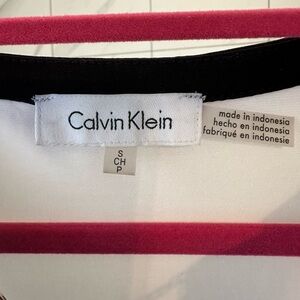 Calvin Klein
made in indonesia
hecho en indonesia
fabriqué en indonesie
S
CH
P